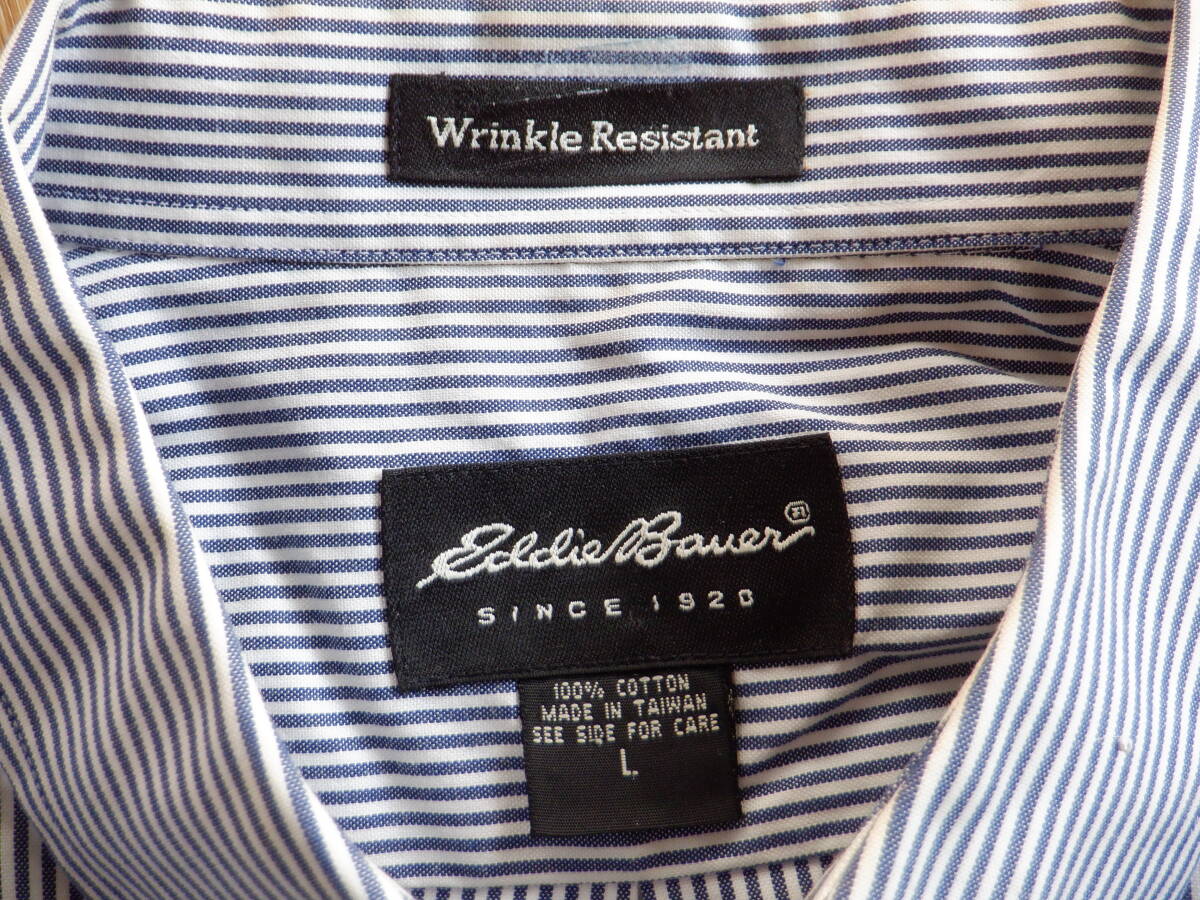 Wrinkle Resistant
Eddie Bauer®
SINCE 1920
100% COTTON
MADE IN TAIWAN
SEE SIDE FOR CARE
L